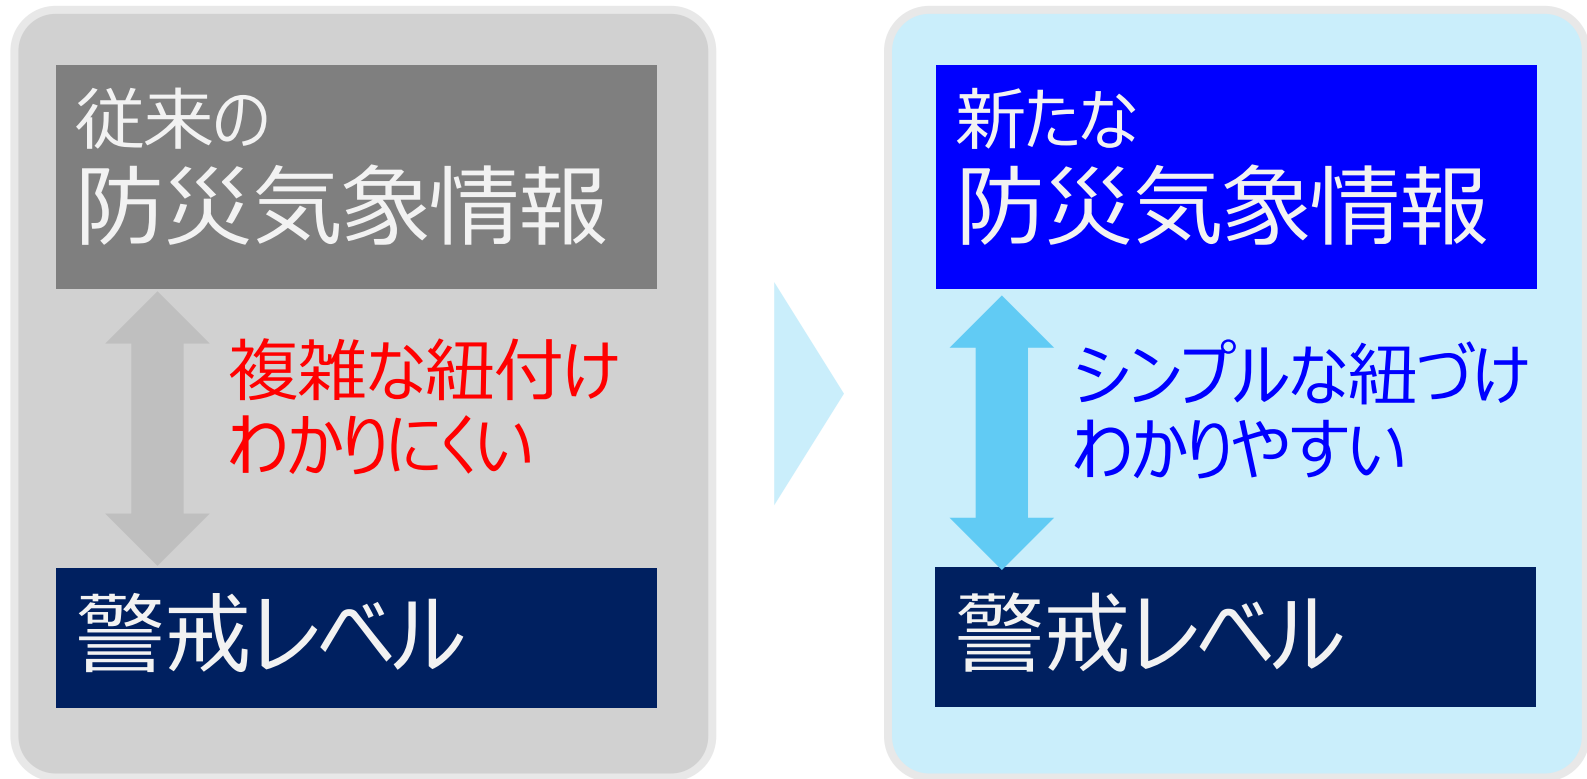 従来の
防災気象情報
複雑な紐付け
わかりにくい
警戒レベル
新たな
防災気象情報
シンプルな紐づけ
わかりやすい
警戒レベル